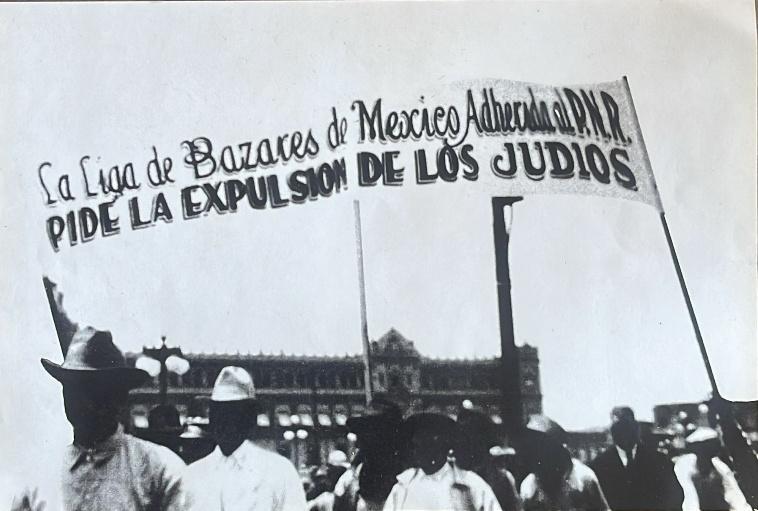 La Liga de Bazares de Mexico Adherida al P.N.R.
PIDE LA EXPULSION DE LOS JUDIOS